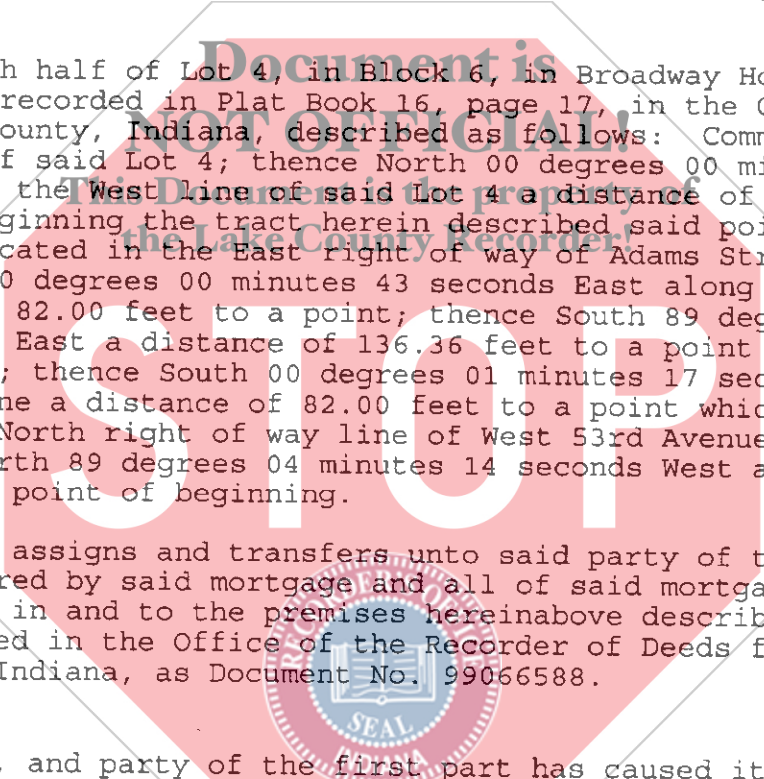 Document is
h half of Lot 4, in Block 6, in Broadway Ho
recorded in Plat Book 16, page 17, in the
NOT OFFICIAL!
ounty, Indiana, described as follows: Comm
f said Lot 4; thence North 00 degrees 00 mi
This Document is the property of
the West line of said Lot 4 a distance of
ginning the tract herein described said poi
the Lake County Recorder!
cated in the East right of way of Adams Str
0 degrees 00 minutes 43 seconds East along
82.00 feet to a point; thence South 89 deg
East a distance of 136.36 feet to a point
; thence South 00 degrees 01 minutes 17 sec
ne a distance of 82.00 feet to a point whic
North right of way line of West 53rd Avenue
rth 89 degrees 04 minutes 14 seconds West a
point of beginning.
STOP
assigns and transfers unto said party of t
red by said mortgage and all of said mortga
in and to the premises hereinabove describ
ed in the Office of the Recorder of Deeds f
Indiana, as Document No. 99066588.
SEAL
, and party of the first part has caused it